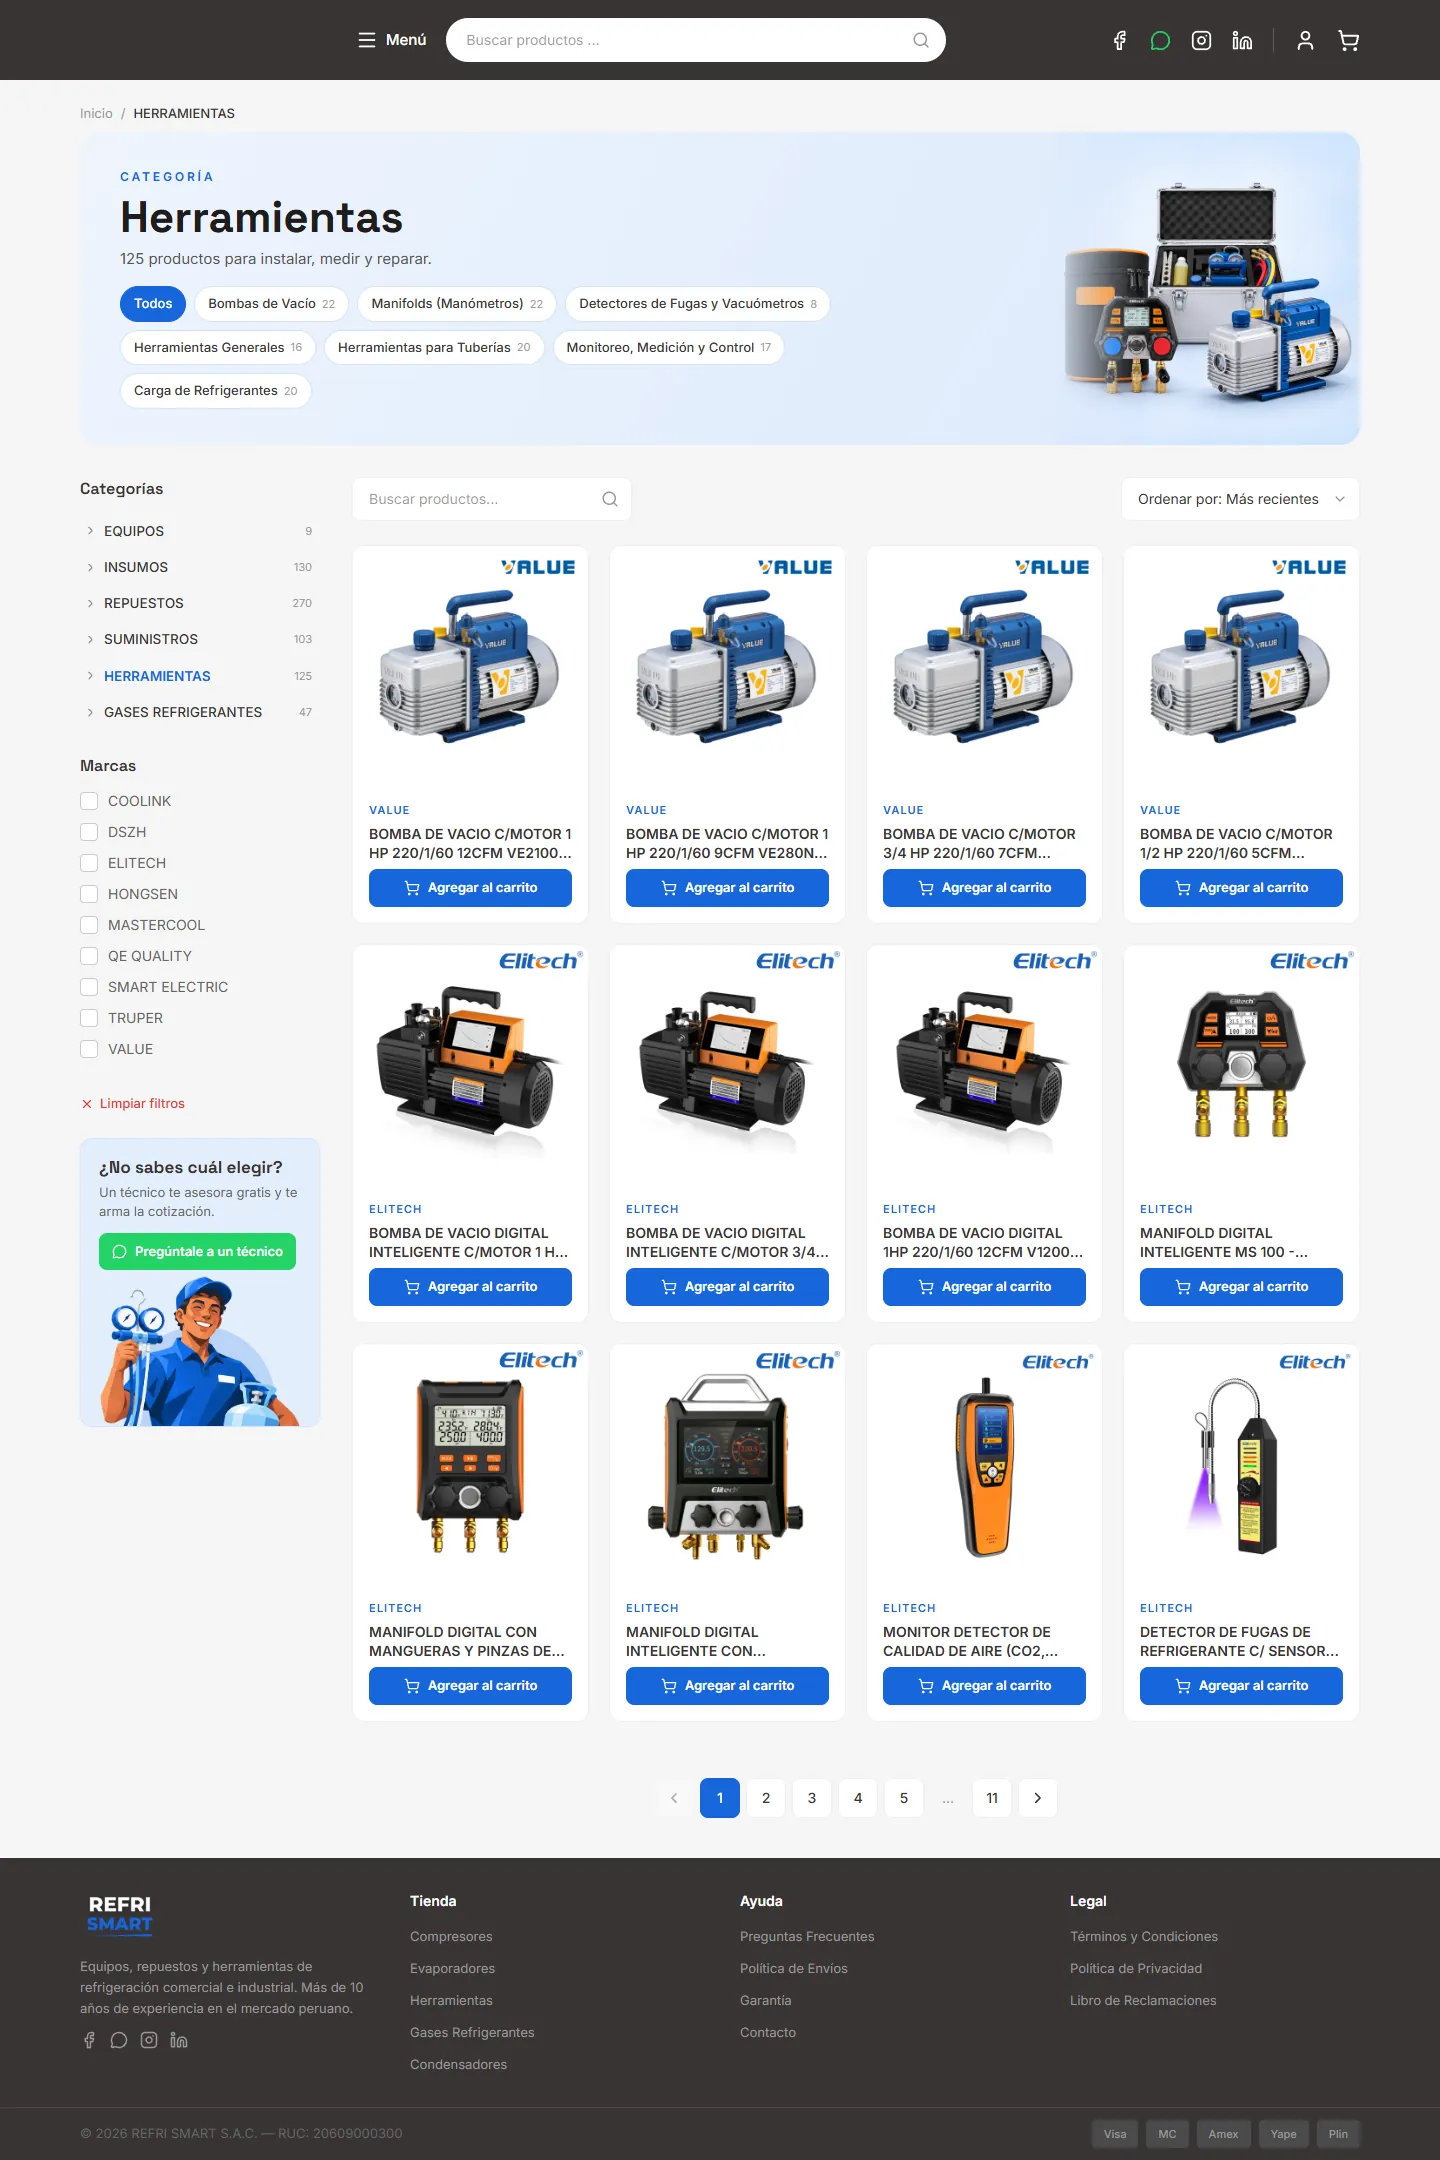 Menú
Buscar productos ...
Inicio / HERRAMIENTAS
CATEGORÍA
Herramientas
125 productos para instalar, medir y reparar.
Todos
Bombas de Vacío 22
Manifolds (Manómetros) 22
Detectores de Fugas y Vacuómetros 8
Herramientas Generales 16
Herramientas para Tuberías 20
Monitoreo, Medición y Control 17
Carga de Refrigerantes 20
Categorías
EQUIPOS 9
INSUMOS 130
REPUESTOS 270
SUMINISTROS 103
HERRAMIENTAS 125
GASES REFRIGERANTES 47
Marcas
COOLINK
DSZH
ELITECH
HONGSEN
MASTERCOOL
QE QUALITY
SMART ELECTRIC
TRUPER
VALUE
Limpiar filtros
¿No sabes cuál elegir?
Un técnico te asesora gratis y te
arma la cotización.
Pregúntale a un técnico
Buscar productos...
Ordenar por: Más recientes
VALUE
VALUE
VALUE
BOMBA DE VACIO C/MOTOR 1
HP 220/1/60 12CFM VE2100...
Agregar al carrito
VALUE
VALUE
VALUE
BOMBA DE VACIO C/MOTOR 1
HP 220/1/60 9CFM VE280N...
Agregar al carrito
VALUE
VALUE
VALUE
BOMBA DE VACIO C/MOTOR
3/4 HP 220/1/60 7CFM...
Agregar al carrito
VALUE
VALUE
VALUE
BOMBA DE VACIO C/MOTOR
1/2 HP 220/1/60 5CFM...
Agregar al carrito
Elitech®
ELITECH
BOMBA DE VACIO DIGITAL
INTELIGENTE C/MOTOR 1 H...
Agregar al carrito
Elitech®
ELITECH
BOMBA DE VACIO DIGITAL
INTELIGENTE C/MOTOR 3/4...
Agregar al carrito
Elitech®
ELITECH
BOMBA DE VACIO DIGITAL
1HP 220/1/60 12CFM V1200...
Agregar al carrito
Elitech®
Elitech
ELITECH
MANIFOLD DIGITAL
INTELIGENTE MS 100 -...
Agregar al carrito
Elitech®
ELITECH
MANIFOLD DIGITAL CON
MANGUERAS Y PINZAS DE...
Agregar al carrito
Elitech®
Elitech
ELITECH
MANIFOLD DIGITAL
INTELIGENTE CON...
Agregar al carrito
Elitech®
ELITECH
MONITOR DETECTOR DE
CALIDAD DE AIRE (CO2,...
Agregar al carrito
Elitech®
ELITECH
DETECTOR DE FUGAS DE
REFRIGERANTE C/ SENSOR...
Agregar al carrito
1 2 3 4 5 ... 11
REFRI
SMART
Equipos, repuestos y herramientas de
refrigeración comercial e industrial. Más de 10
años de experiencia en el mercado peruano.
Tienda
Compresores
Evaporadores
Herramientas
Gases Refrigerantes
Condensadores
Ayuda
Preguntas Frecuentes
Política de Envíos
Garantía
Contacto
Legal
Términos y Condiciones
Política de Privacidad
Libro de Reclamaciones
© 2026 REFRI SMART S.A.C. — RUC: 20609000300
Visa MC Amex Yape Plin